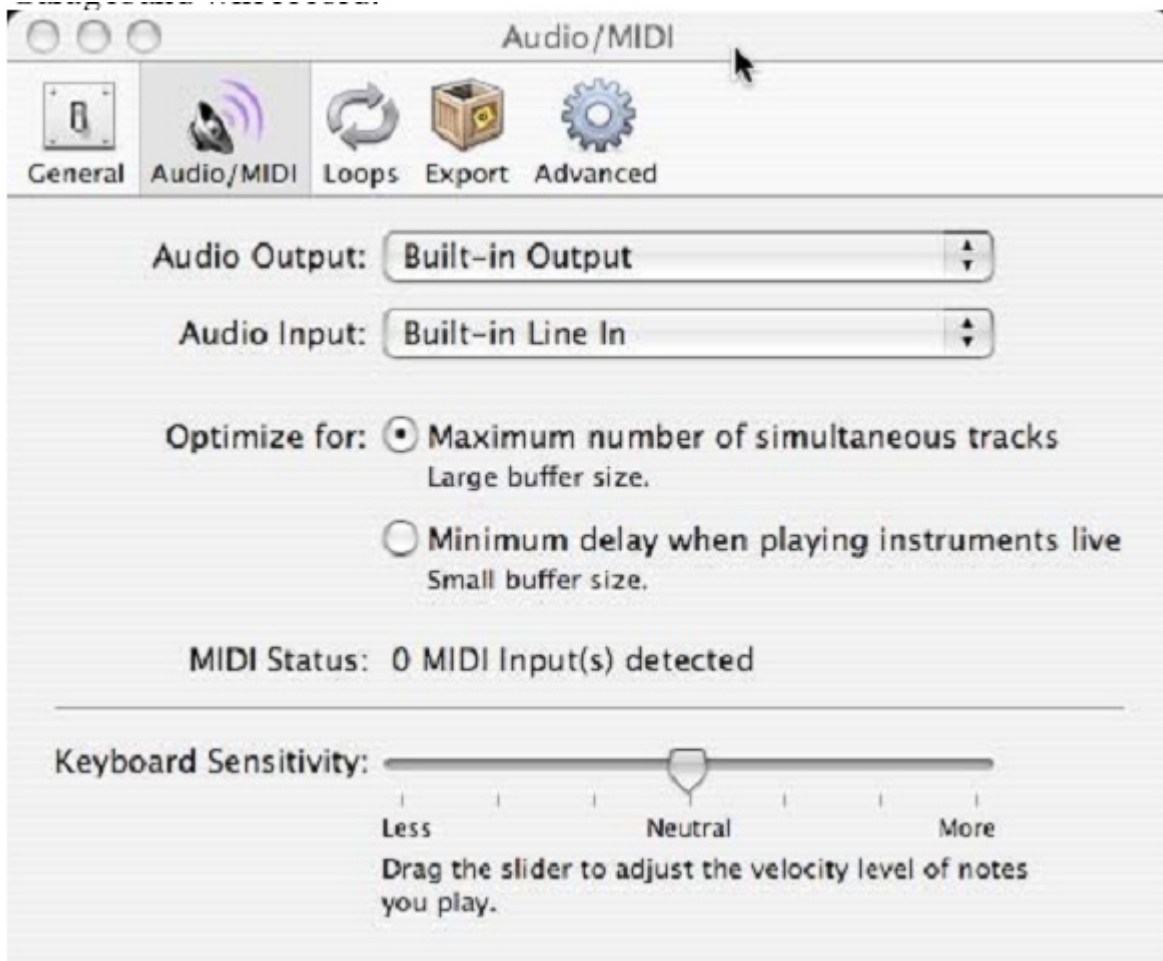 Audio/MIDI
General Audio/MIDI Loops Export Advanced
Audio Output: Built-in Output
Audio Input: Built-in Line In
Optimize for: Maximum number of simultaneous tracks
Large buffer size.
Minimum delay when playing instruments live
Small buffer size.
MIDI Status: 0 MIDI Input(s) detected
Keyboard Sensitivity:
Less Neutral More
Drag the slider to adjust the velocity level of notes
you play.